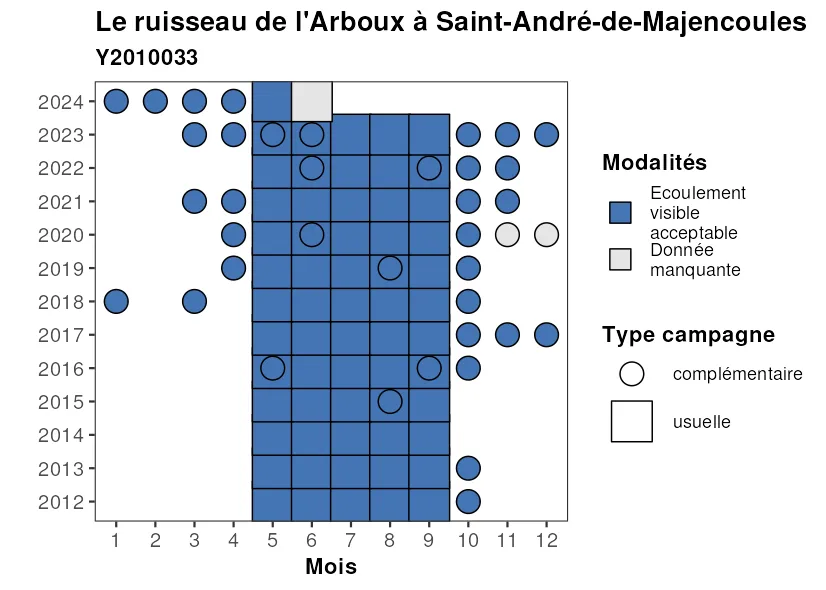 Le ruisseau de l'Arboux à Saint-André-de-Majencoules
Y2010033
2024
2023
2022
2021
2020
2019
2018
2017
2016
2015
2014
2013
2012
1 2 3 4 5 6 7 8 9 10 11 12
Mois
Modalités
Ecoulement
visible
acceptable
Donnée
manquante
Type campagne
complémentaire
usuelle